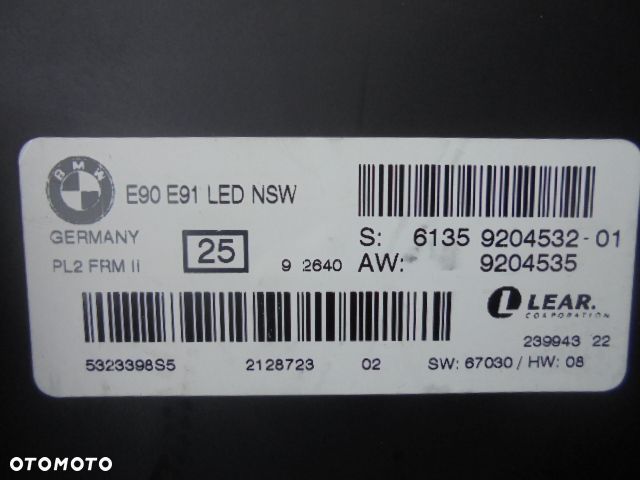 BMW
E90 E91 LED NSW
GERMANY
25
PL2 FRM II
9 2640
S: 6135 9204532-01
AW: 9204535
LEAR.
CORPORATION
239943 22
5323398S5 2128723 02 SW: 67030 / HW: 08
OTOMOTO